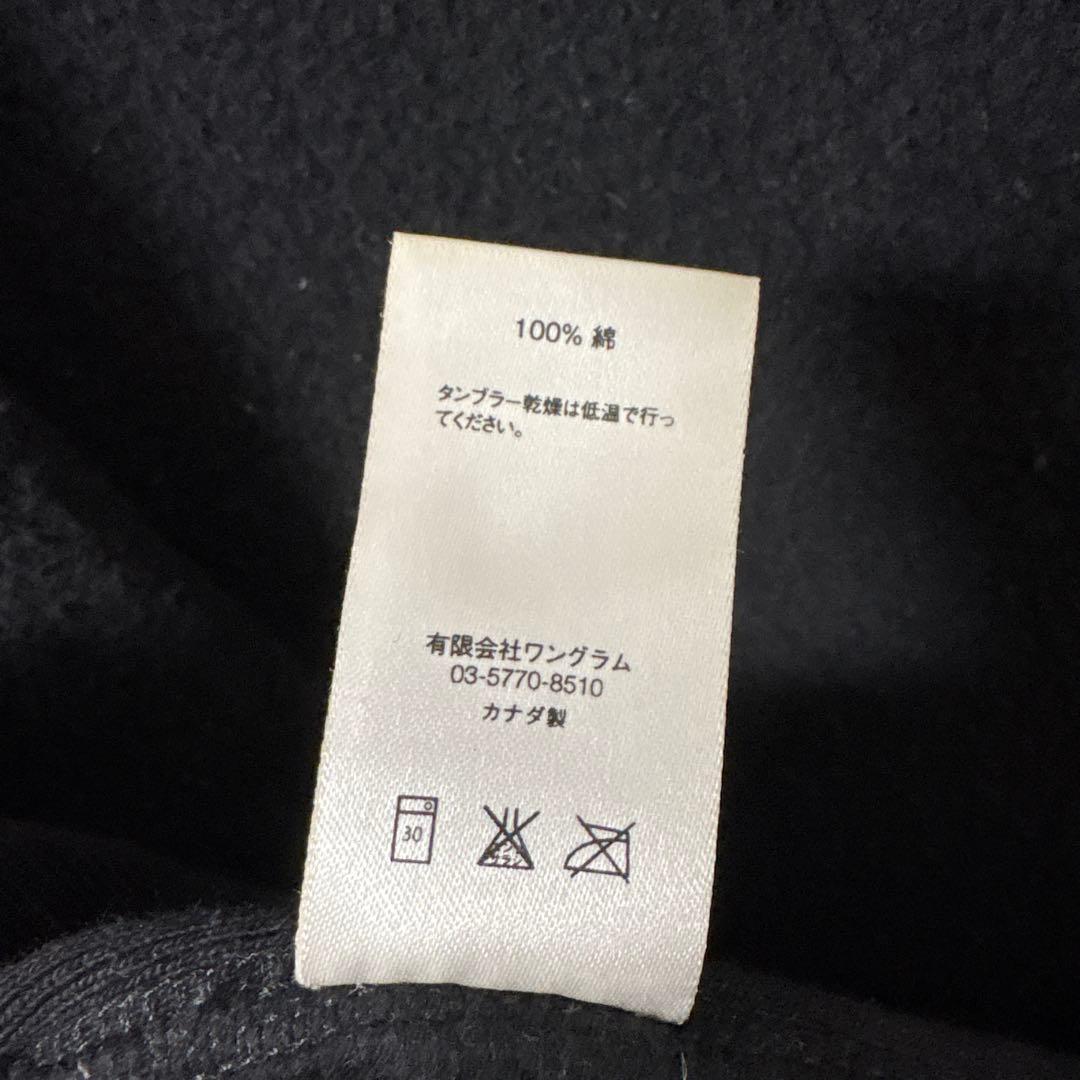 100% 綿
タンブラー乾燥は低温で行っ
てください。
有限会社ワングラム
03-5770-8510
カナダ製
30